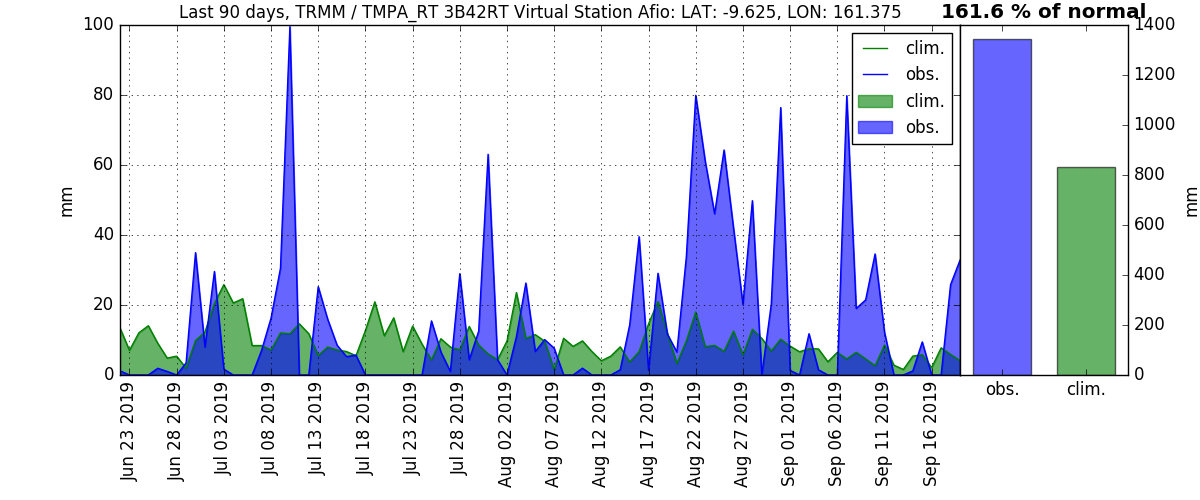 Last 90 days, TRMM / TMPA_RT 3B42RT Virtual Station Afio: LAT: -9.625, LON: 161.375
161.6 % of normal
mm
100
80
60
40
20
0
clim.
obs.
clim.
obs.
1400
1200
1000
800
600
400
200
0
mm
obs.
clim.
Jun 23 2019
Jun 28 2019
Jul 03 2019
Jul 08 2019
Jul 13 2019
Jul 18 2019
Jul 23 2019
Jul 28 2019
Aug 02 2019
Aug 07 2019
Aug 12 2019
Aug 17 2019
Aug 22 2019
Aug 27 2019
Sep 01 2019
Sep 06 2019
Sep 11 2019
Sep 16 2019